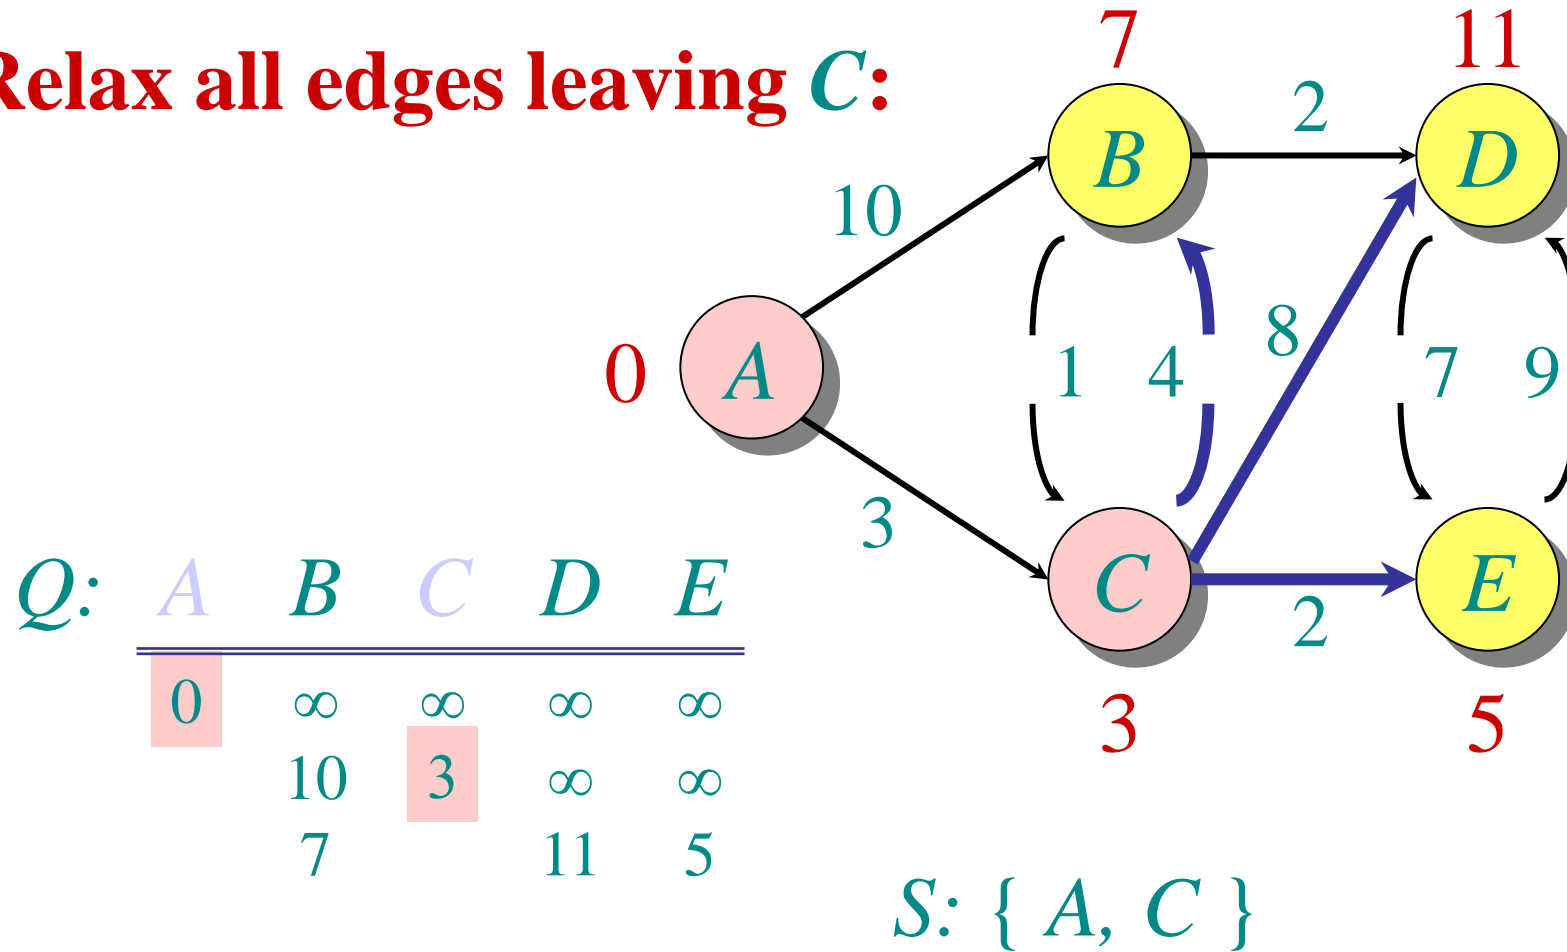 Relax all edges leaving C:
7
11
B
2
D
10
0
A
1
4
8
7
9
3
C
2
E
3
5
Q: A B C D E
0 ∞ ∞ ∞ ∞
10 3 ∞ ∞
7 11 5
S: { A, C }